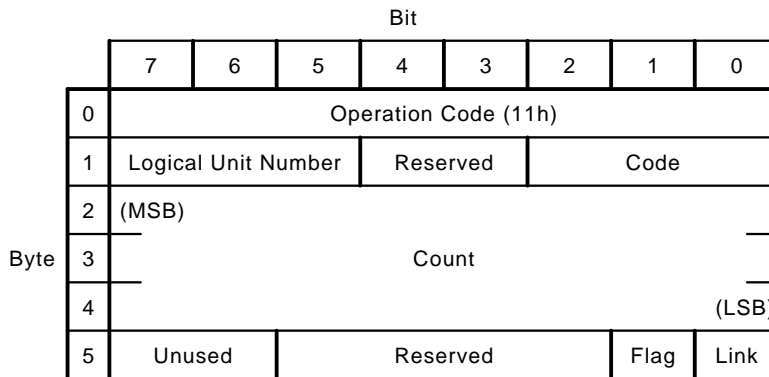 Bit
7 6 5 4 3 2 1 0
0 Operation Code (11h)
1 Logical Unit Number Reserved Code
2 (MSB)
Byte 3 Count
4 (LSB)
5 Unused Reserved Flag Link